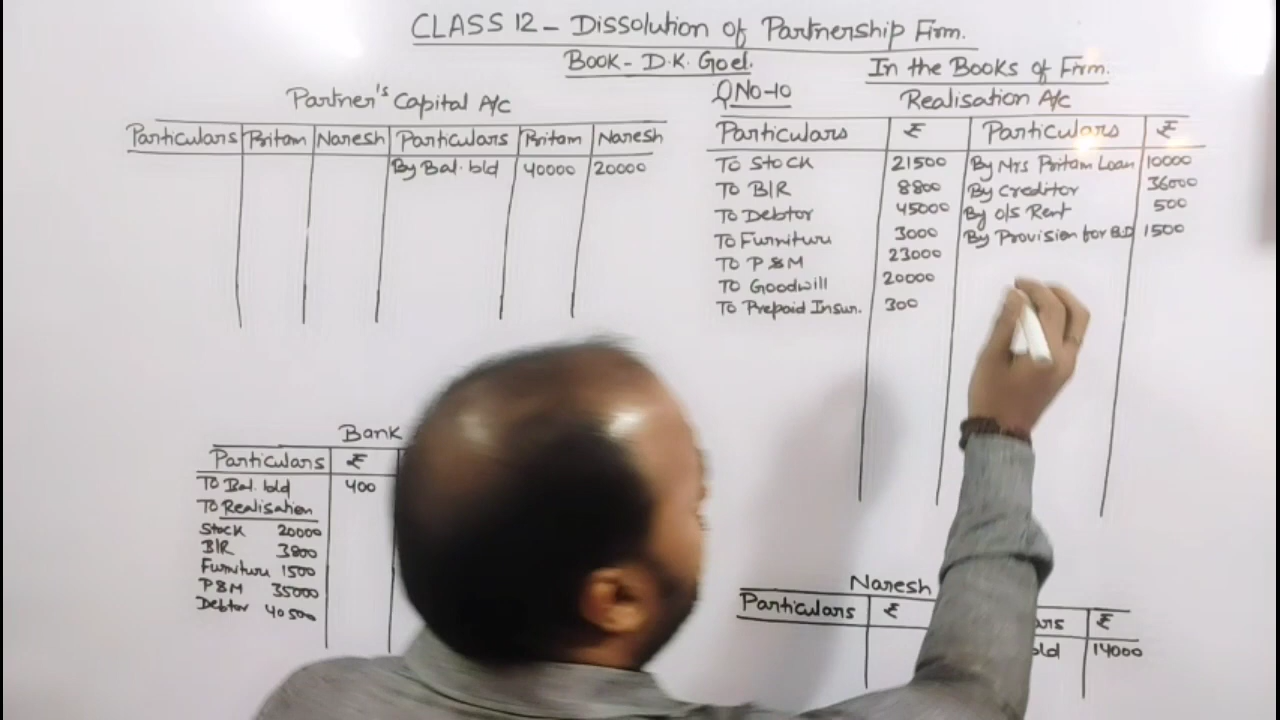 CLASS 12 - Dissolution of Partnership Firm.
Book - D.K. Goel.
In the Books of Firm.
Partner's Capital A/c
Particulars Pritam Naresh Particulars Pritam Naresh
By Bal. b/d 40000 20000
QNo-10
Realisation A/c
Particulars ₹ Particulars ₹
To Stock 21500 By Mrs Pritam Loan 10000
To B/R 8800 By Creditor 36000
To Debtor 45000 By o/s Rent 500
To Furniture 3000 By Provision for B.D 1500
To P&M 23000
To Goodwill 20000
To Prepaid Insur. 300
Bank
Particulars ₹
To Bal. b/d 400
To Realisation
Stock 20000
B/R 3800
Furniture 1500
P&M 35000
Debtor 40500
Naresh
Particulars ₹ ars ₹
b/d 14000